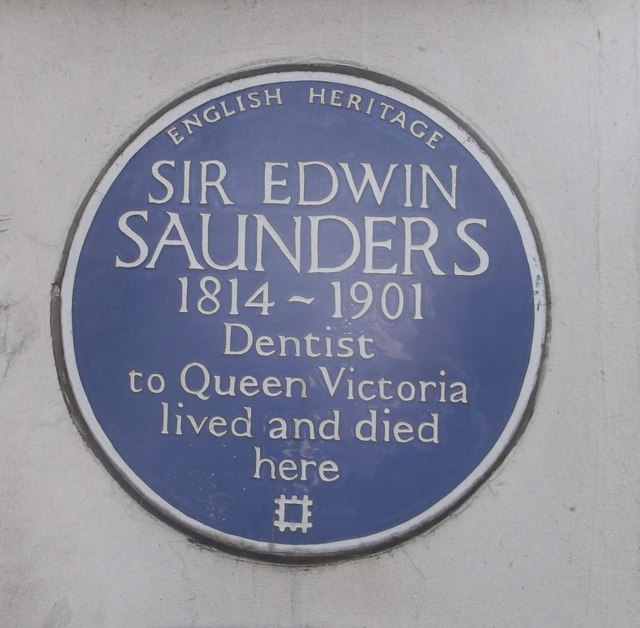 ENGLISH HERITAGE
SIR EDWIN
SAUNDERS
1814 ~ 1901
Dentist
to Queen Victoria
lived and died
here